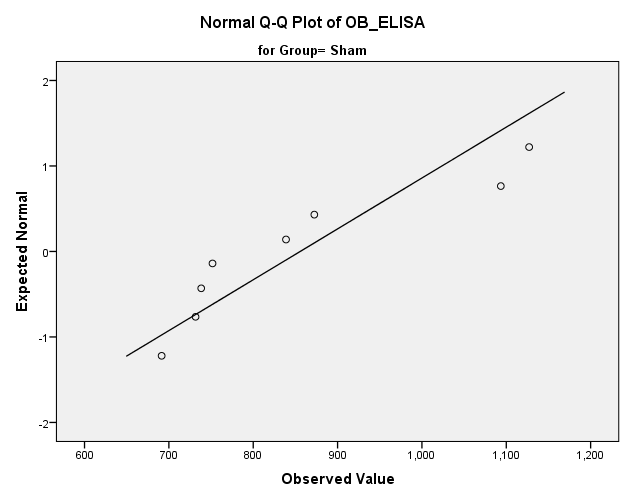 Normal Q-Q Plot of OB_ELISA
for Group= Sham
2
1
0
-1
-2
Expected Normal
600 700 800 900 1,000 1,100 1,200
Observed Value